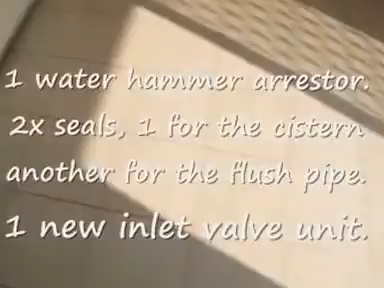 1 water hammer arrestor.
2x seals, 1 for the cistern
another for the flush pipe.
1 new inlet valve unit.